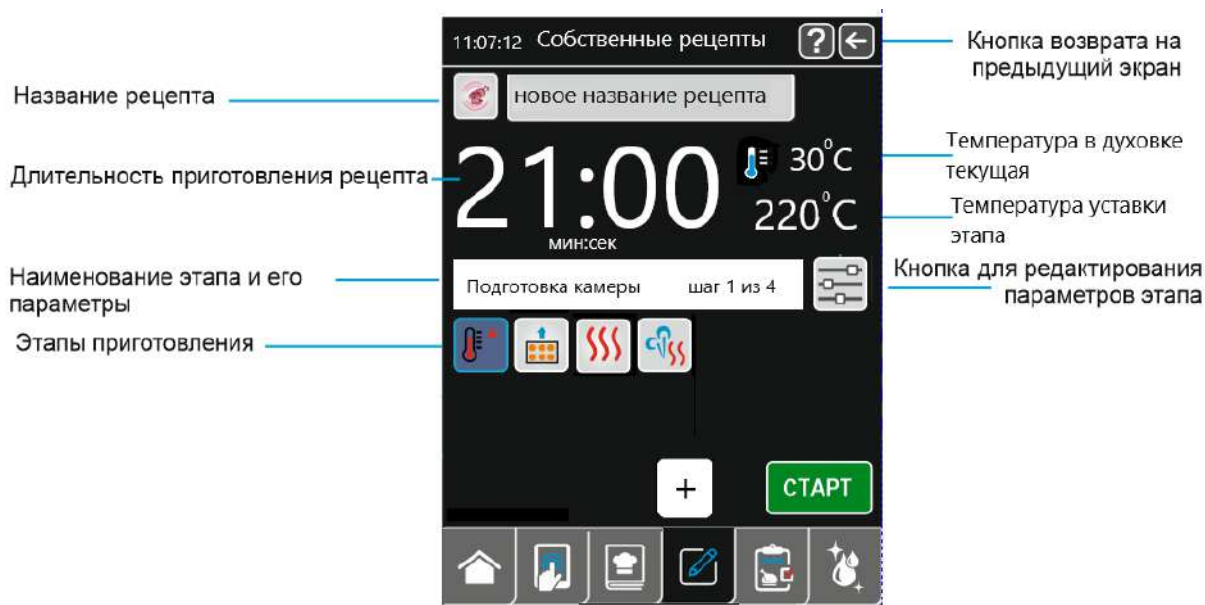 11:07:12 Собственные рецепты ? ←
Кнопка возврата на
предыдущий экран
Название рецепта
новое название рецепта
Длительность приготовления рецепта
21:00
мин:сек
30°C
220°C
Температура в духовке
текущая
Температура уставки
этапа
Наименование этапа и его
параметры
Подготовка камеры шаг 1 из 4
Кнопка для редактирования
параметров этапа
Этапы приготовления
+
СТАРТ